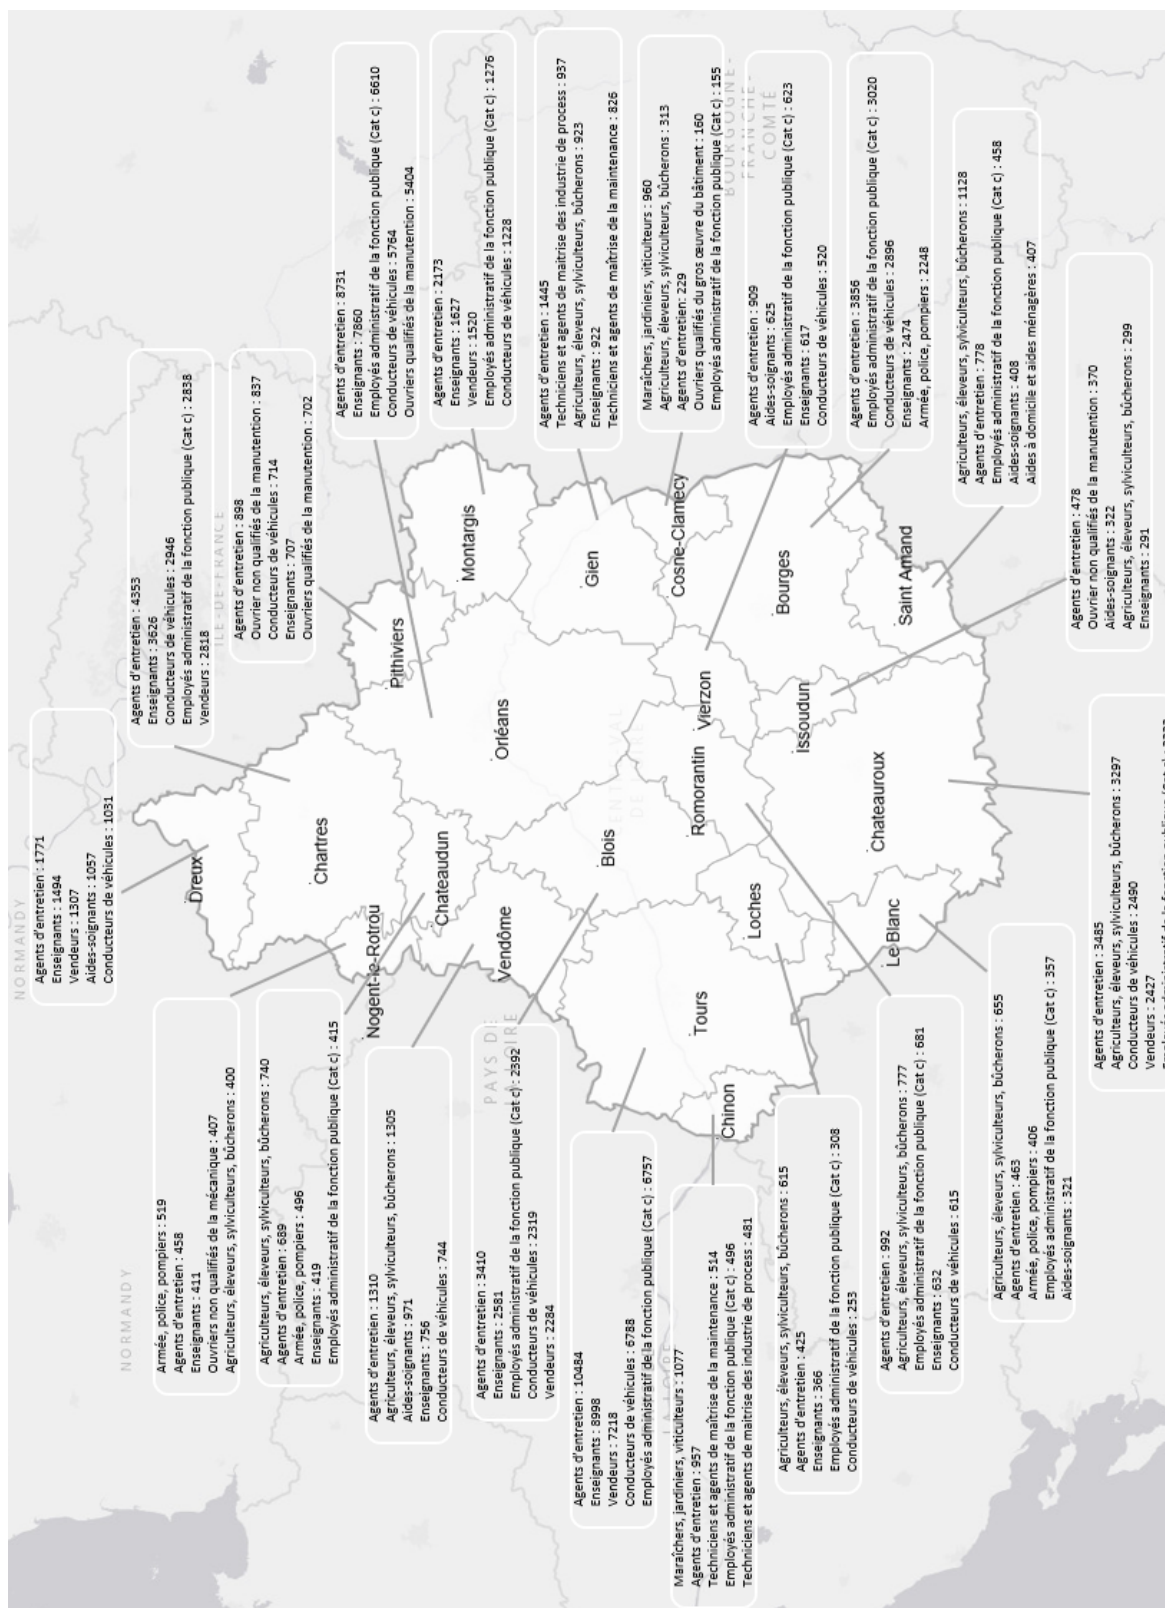 NORMANDY
Agents d'entretien : 1771
Enseignants : 1494
Vendeurs : 1307
Aides-soignants : 1057
Conducteurs de véhicules : 1031
Agents d'entretien : 4353
Enseignants : 3626
Conducteurs de véhicules : 2946
Employés administratif de la fonction publique (Cat c) : 2838
Vendeurs : 2818
ILE-DE-FRANCE
Agents d'entretien : 898
Ouvrier non qualifiés de la manutention : 837
Conducteurs de véhicules : 714
Enseignants : 707
Ouvriers qualifiés de la manutention : 702
Agents d'entretien : 8731
Enseignants : 7860
Employés administratif de la fonction publique (Cat c) : 6610
Conducteurs de véhicules : 5764
Ouvriers qualifiés de la manutention : 5404
Agents d'entretien : 2173
Enseignants : 1627
Vendeurs : 1520
Employés administratif de la fonction publique (Cat c) : 1276
Conducteurs de véhicules : 1228
Agents d'entretien : 1445
Techniciens et agents de maitrise des industrie de process : 937
Agriculteurs, éleveurs, sylviculteurs, bûcherons : 923
Enseignants : 922
Techniciens et agents de maîtrise de la maintenance : 826
Maraîchers, jardiniers, viticulteurs : 960
Agriculteurs, éleveurs, sylviculteurs, bûcherons : 313
Agents d'entretien: 229
Ouvriers qualifiés du gros œuvre du bâtiment : 160
Employés administratif de la fonction publique (Cat c) : 155
BOURGOGNE-
FRANCHE-
COMTÉ
Agents d'entretien : 909
Aides-soignants : 625
Employés administratif de la fonction publique (Cat c) : 623
Enseignants : 617
Conducteurs de véhicules : 520
Agents d'entretien : 3856
Employés administratif de la fonction publique (Cat c) : 3020
Conducteurs de véhicules : 2896
Enseignants : 2474
Armée, police, pompiers : 2248
Agriculteurs, éleveurs, sylviculteurs, bûcherons : 1128
Agents d'entretien : 778
Employés administratif de la fonction publique (Cat c) : 458
Aides-soignants : 408
Aides à domicile et aides ménagères : 407
Agents d'entretien : 478
Ouvrier non qualifiés de la manutention : 370
Aides-soignants : 322
Agriculteurs, éleveurs, sylviculteurs, bûcherons : 299
Enseignants : 291
Dreux
Chartres
Nogent-le-Rotrou
Chateaudun
Vendôme
Pithiviers
Montargis
Orléans
Gien
Blois
Cosne-Clamecy
Romorantin
Vierzon
Bourges
Tours
Loches
Chinon
Issoudun
Chateauroux
Le Blanc
Saint Amand
CENTRE-VAL
DE LOIRE
NORMANDY
Armée, police, pompiers : 519
Agents d'entretien : 458
Enseignants : 411
Ouvriers non qualifiés de la mécanique : 407
Agriculteurs, éleveurs, sylviculteurs, bûcherons : 400
Agriculteurs, éleveurs, sylviculteurs, bûcherons : 740
Agents d'entretien : 689
Armée, police, pompiers : 496
Enseignants : 419
Employés administratif de la fonction publique (Cat c) : 415
Agents d'entretien : 1310
Agriculteurs, éleveurs, sylviculteurs, bûcherons : 1305
Aides-soignants : 971
Enseignants : 756
Conducteurs de véhicules : 744
PAYS DE
LA LOIRE
Agents d'entretien : 3410
Enseignants : 2581
Employés administratif de la fonction publique (Cat c) : 2392
Conducteurs de véhicules : 2319
Vendeurs : 2284
Agents d'entretien : 10484
Enseignants : 8998
Vendeurs : 7218
Conducteurs de véhicules : 6788
Employés administratif de la fonction publique (Cat c) : 6757
Maraîchers, jardiniers, viticulteurs : 1077
Agents d'entretien : 957
Techniciens et agents de maîtrise de la maintenance : 514
Employés administratif de la fonction publique (Cat c) : 496
Techniciens et agents de maitrise des industrie de process : 481
Agriculteurs, éleveurs, sylviculteurs, bûcherons : 615
Agents d'entretien : 425
Enseignants : 366
Employés administratif de la fonction publique (Cat c) : 308
Conducteurs de véhicules : 253
Agents d'entretien : 992
Agriculteurs, éleveurs, sylviculteurs, bûcherons : 777
Employés administratif de la fonction publique (Cat c) : 681
Enseignants : 632
Conducteurs de véhicules : 615
Agriculteurs, éleveurs, sylviculteurs, bûcherons : 655
Agents d'entretien : 463
Armée, police, pompiers : 406
Employés administratif de la fonction publique (Cat c) : 357
Aides-soignants : 321
Agents d'entretien : 3485
Agriculteurs, éleveurs, sylviculteurs, bûcherons : 3297
Conducteurs de véhicules : 2490
Vendeurs : 2427